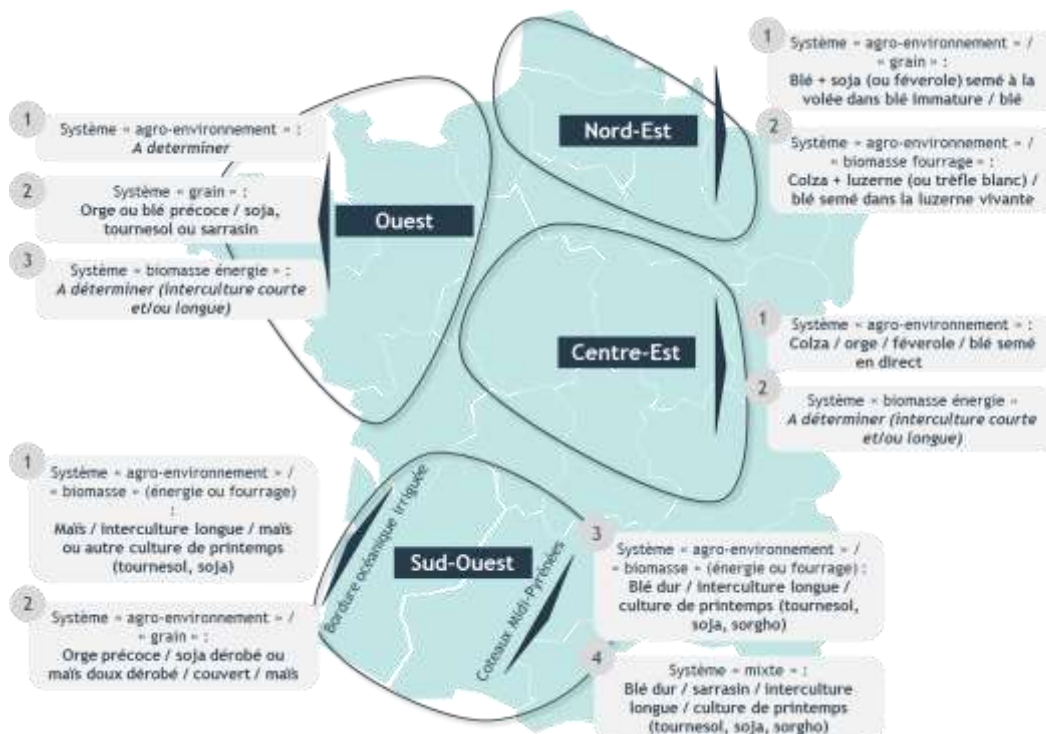 1
Système « agro-environnement » :
A determiner
2
Système « grain » :
Orge ou blé précoce / soja,
tournesol ou sarrasin
3
Système « biomasse énergie » :
A déterminer (interculture courte
et/ou longue)
Ouest
1
Système « agro-environnement » /
« grain » :
Blé + soja (ou féverole) semé à la
volée dans blé immature / blé
2
Système « agro-environnement » /
« biomasse fourrage » :
Colza + luzerne (ou trèfle blanc) /
blé semé dans la luzerne vivante
Nord-Est
1
Système « agro-environnement » :
Colza / orge / féverole / blé semé
en direct
2
Système « biomasse énergie »
A déterminer (interculture courte
et/ou longue)
Centre-Est
1
Système « agro-environnement » /
« biomasse » (énergie ou fourrage)
:
Maïs / interculture longue / maïs
ou autre culture de printemps
(tournesol, soja)
2
Système « agro-environnement » /
« grain » :
Orge précoce / soja dérobé ou
maïs doux dérobé / couvert / maïs
Bordure océanique irriguée
Sud-Ouest
Coteaux Midi-Pyrénées
3
Système « agro-environnement » /
« biomasse » (énergie ou fourrage) :
Blé dur / interculture longue /
culture de printemps (tournesol,
soja, sorgho)
4
Système « mixte » :
Blé dur / sarrasin / interculture
longue / culture de printemps
(tournesol, soja, sorgho)